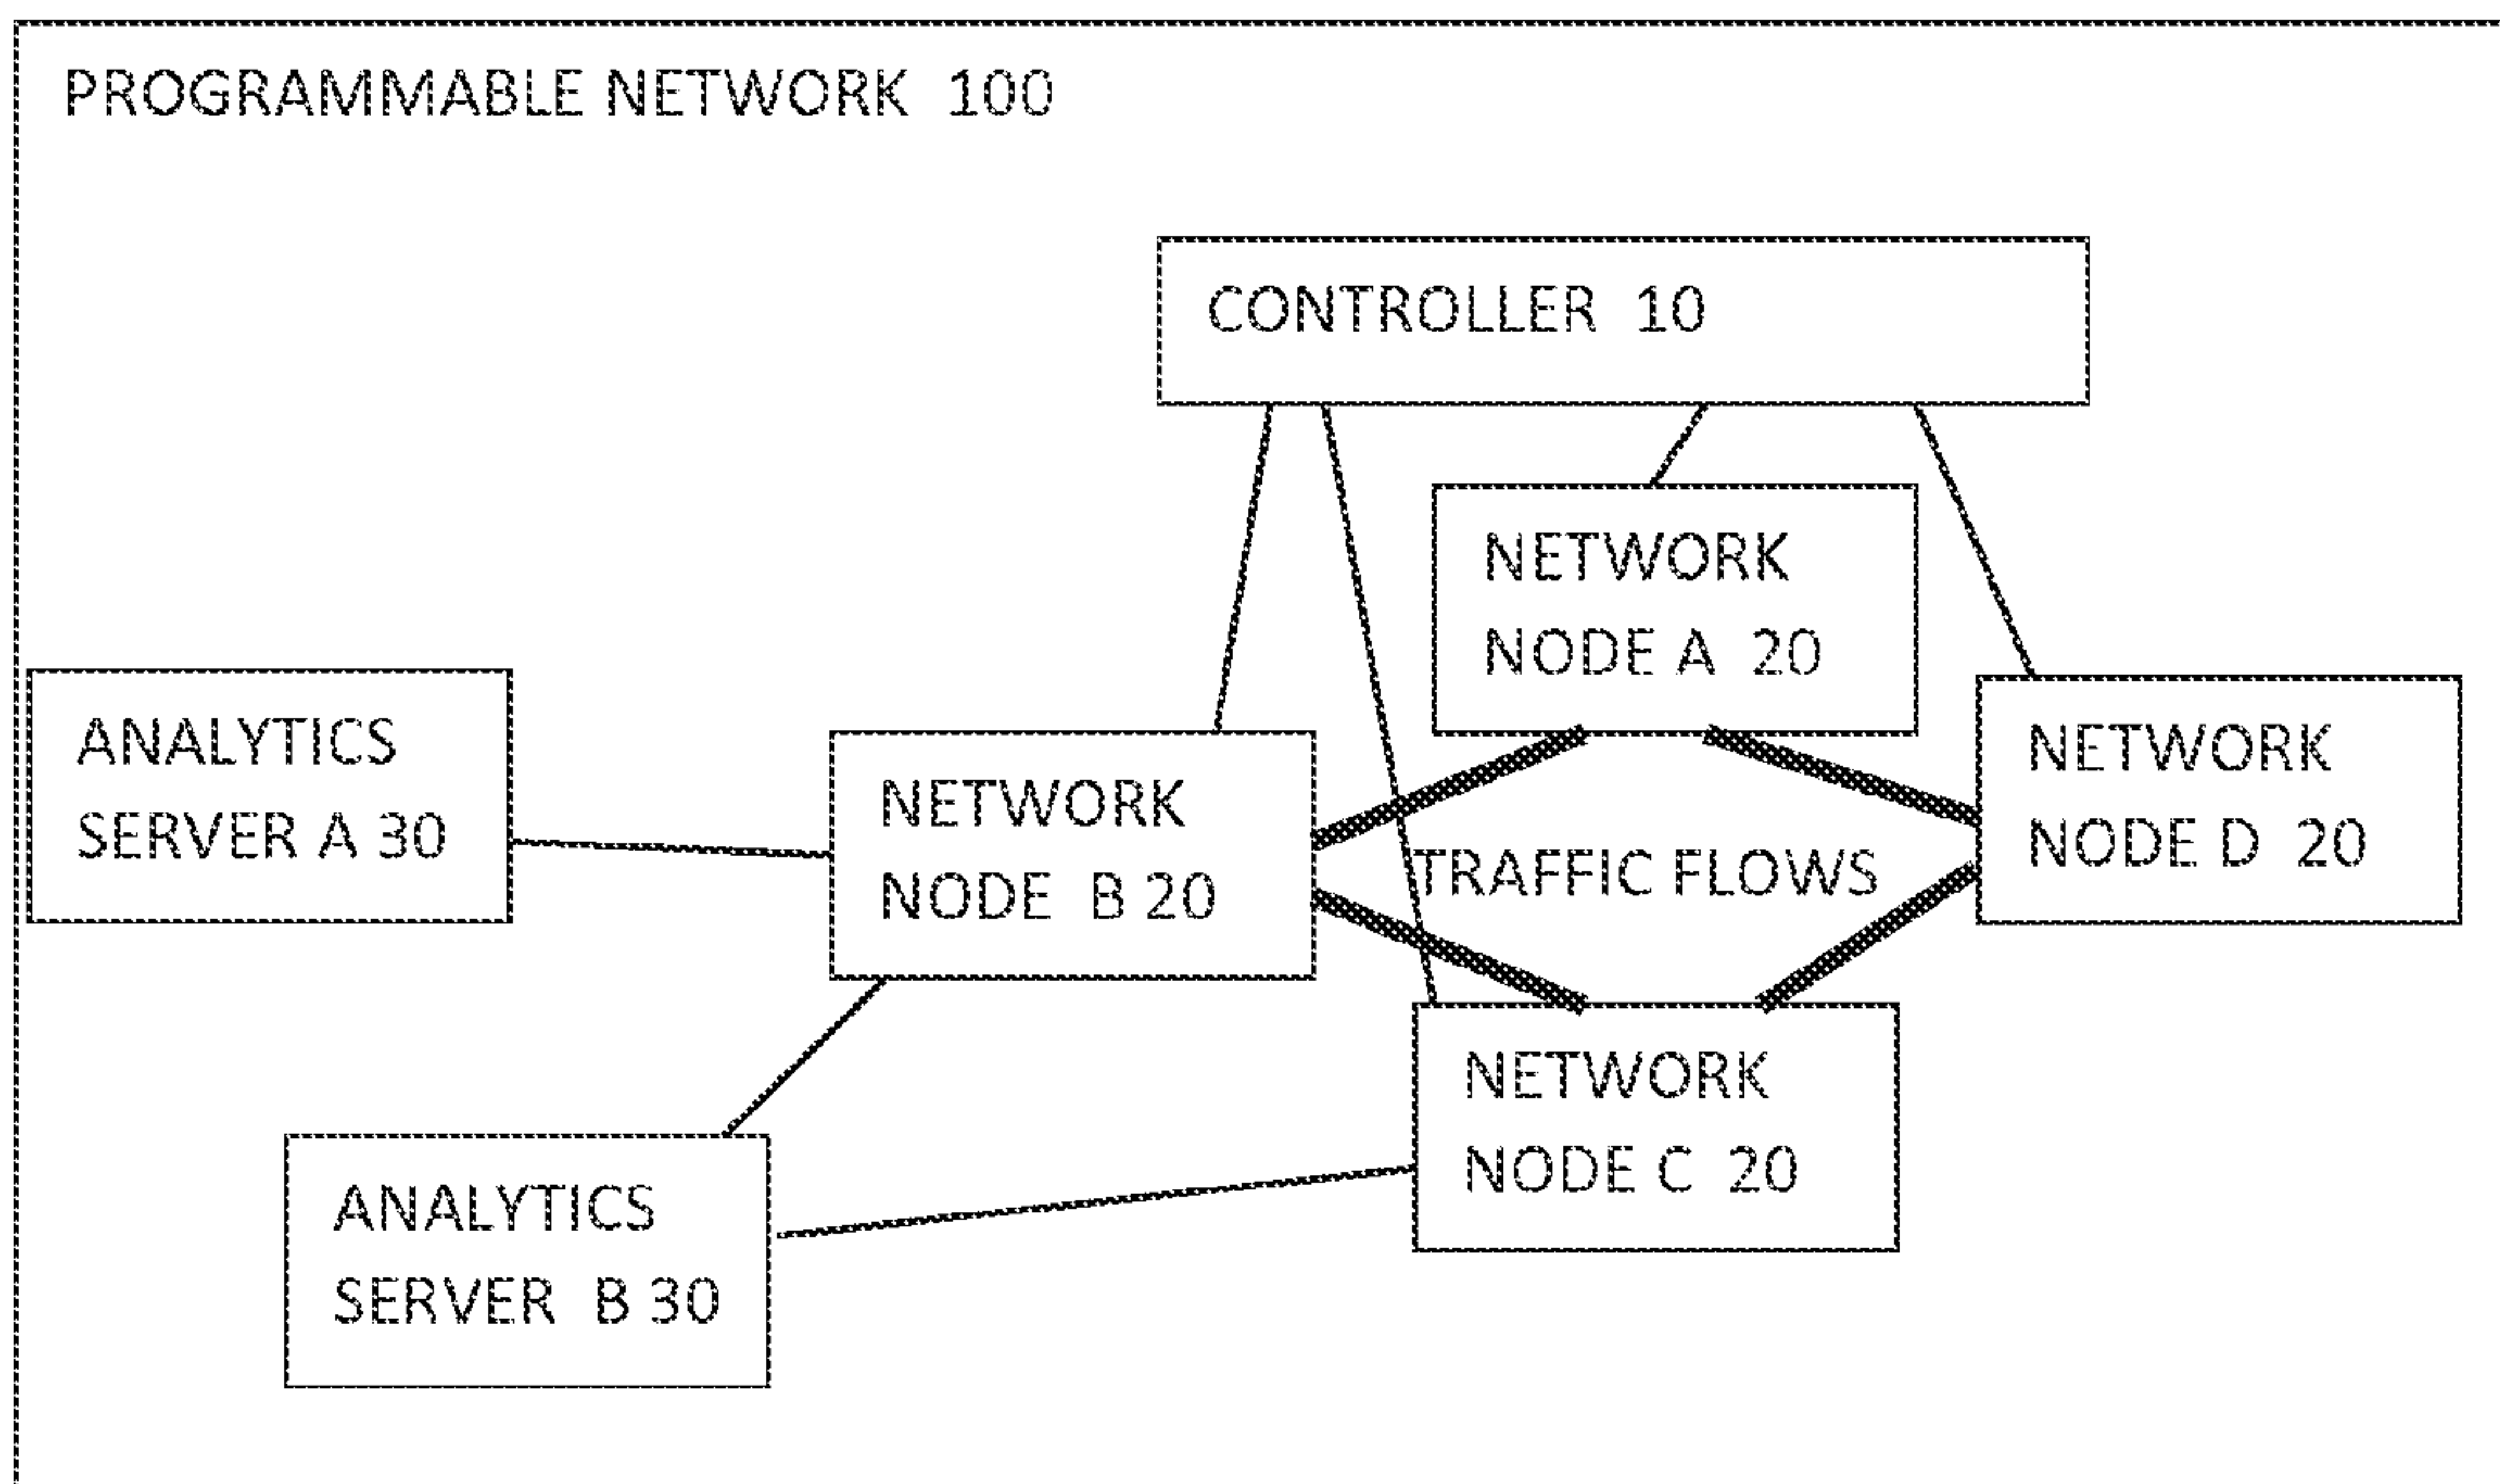 PROGRAMMABLE NETWORK 100
CONTROLLER 10
NETWORK
NODE A 20
ANALYTICS
SERVER A 30
NETWORK
NODE B 20
TRAFFIC FLOWS
NETWORK
NODE D 20
NETWORK
NODE C 20
ANALYTICS
SERVER B 30